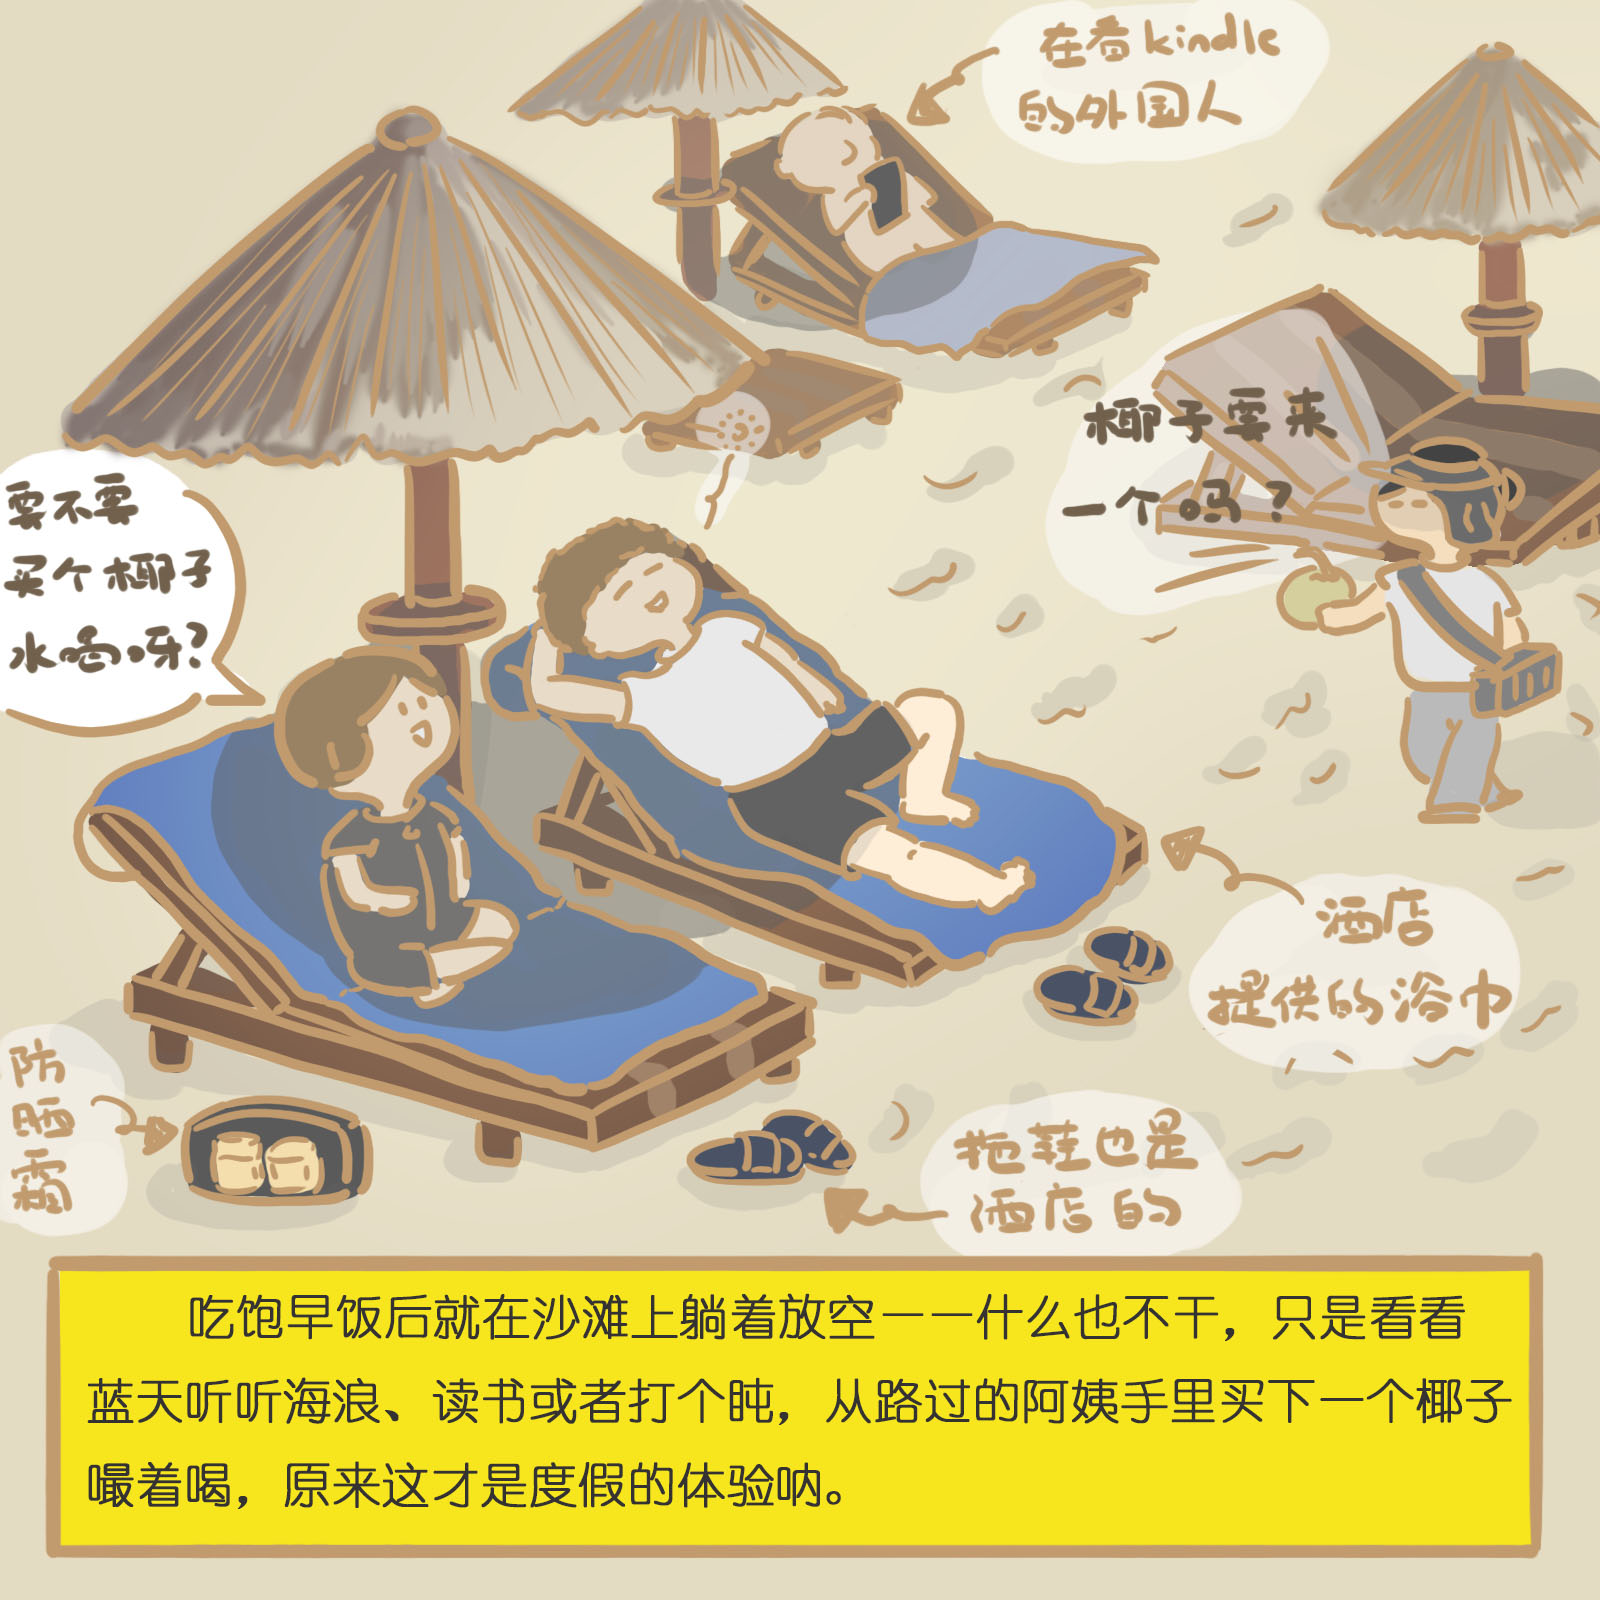 在看kindle
的外国人
椰子要来
一个吗？
要不要
买个椰子
水喝呀？
酒店
提供的浴巾
防
晒
霜
拖鞋也是
酒店的
吃饱早饭后就在沙滩上躺着放空——什么也不干，只是看看
蓝天听听海浪、读书或者打个盹，从路过的阿姨手里买下一个椰子
嘬着喝，原来这才是度假的体验呐。